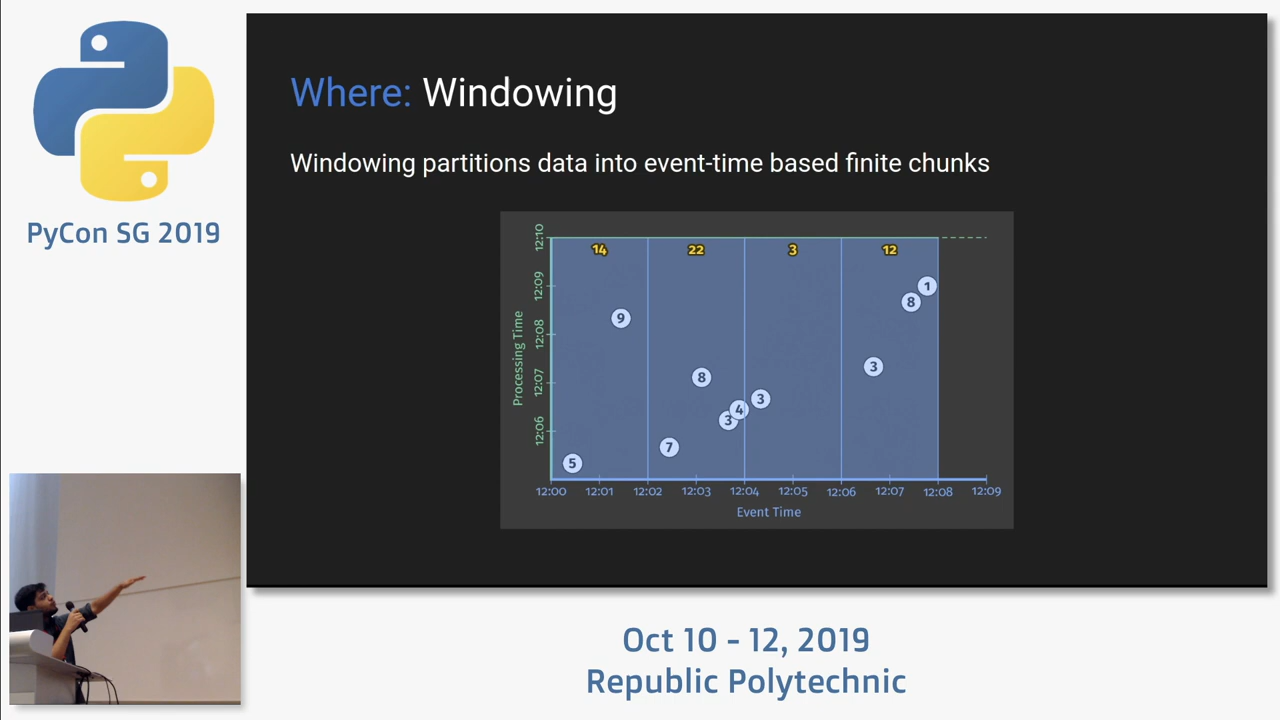 PyCon SG 2019
Where: Windowing
Windowing partitions data into event-time based finite chunks
14 22 3 12
Processing Time
12:10
12:09
12:08
12:07
12:06
1
8
9
3
8
3
4
3
7
5
12:00 12:01 12:02 12:03 12:04 12:05 12:06 12:07 12:08 12:09
Event Time
Oct 10 - 12, 2019
Republic Polytechnic